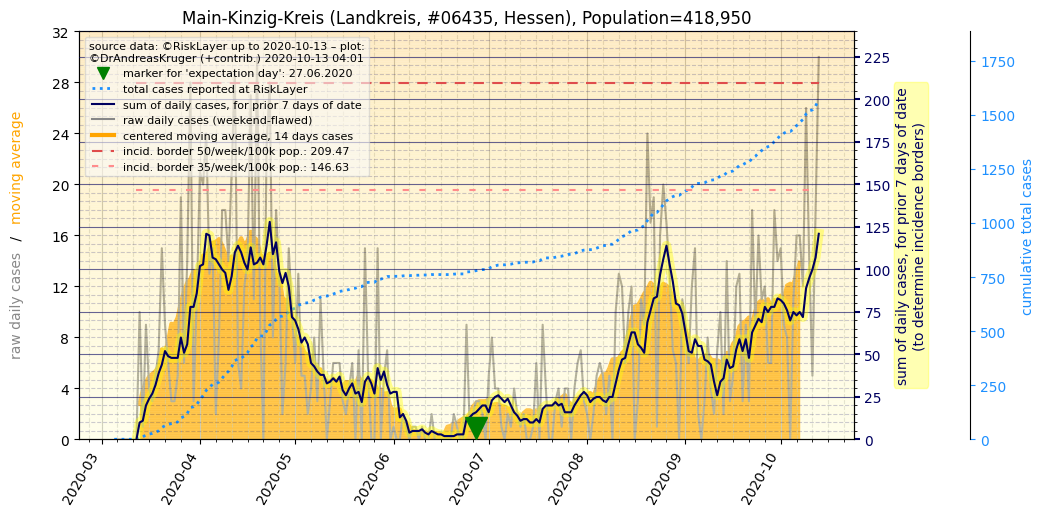 Main-Kinzig-Kreis (Landkreis, #06435, Hessen), Population=418,950
source data: ©RiskLayer up to 2020-10-13 – plot:
©DrAndreasKruger (+contrib.) 2020-10-13 04:01
marker for 'expectation day': 27.06.2020
total cases reported at RiskLayer
sum of daily cases, for prior 7 days of date
raw daily cases (weekend-flawed)
centered moving average, 14 days cases
incid. border 50/week/100k pop.: 209.47
incid. border 35/week/100k pop.: 146.63
raw daily cases / moving average
32
28
24
20
16
12
8
4
0
2020-03
2020-04
2020-05
2020-06
2020-07
2020-08
2020-09
2020-10
225
200
175
150
125
100
75
50
25
0
sum of daily cases, for prior 7 days of date
(to determine incidence borders)
1750
1500
1250
1000
750
500
250
0
cumulative total cases